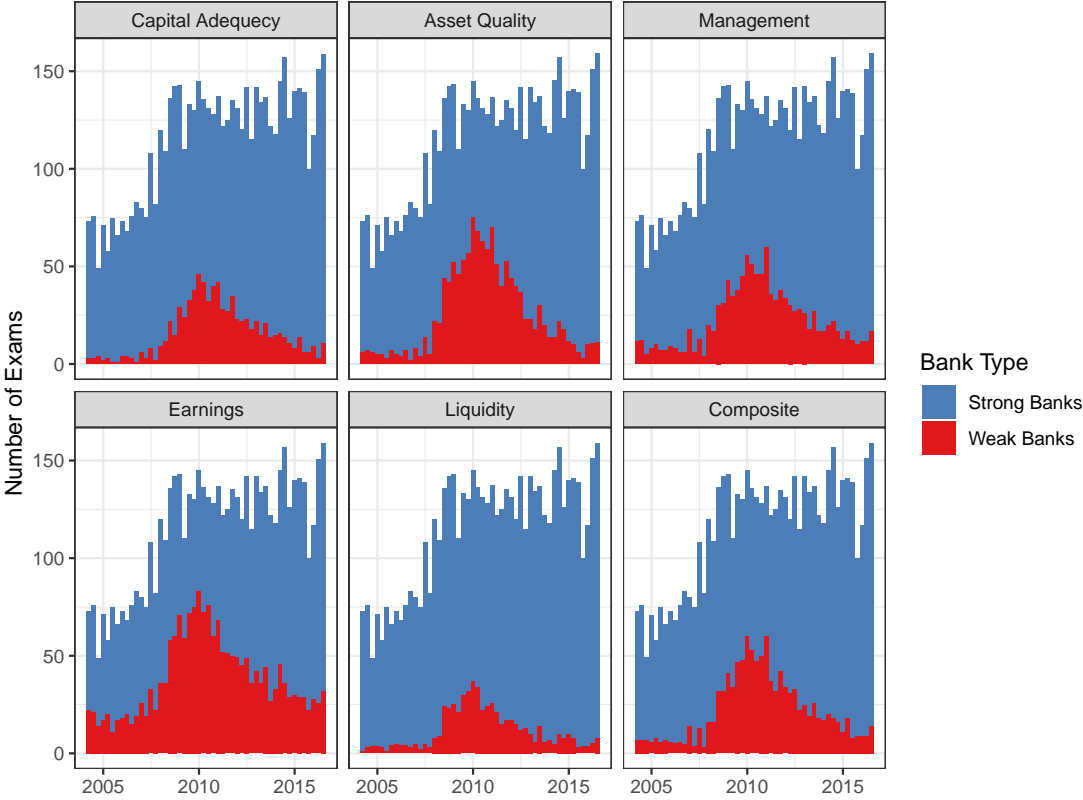 Capital Adequecy Asset Quality Management
150
100
50
0
Number of Exams
Earnings Liquidity Composite
150
100
50
0
2005 2010 2015 2005 2010 2015 2005 2010 2015
Bank Type
Strong Banks
Weak Banks